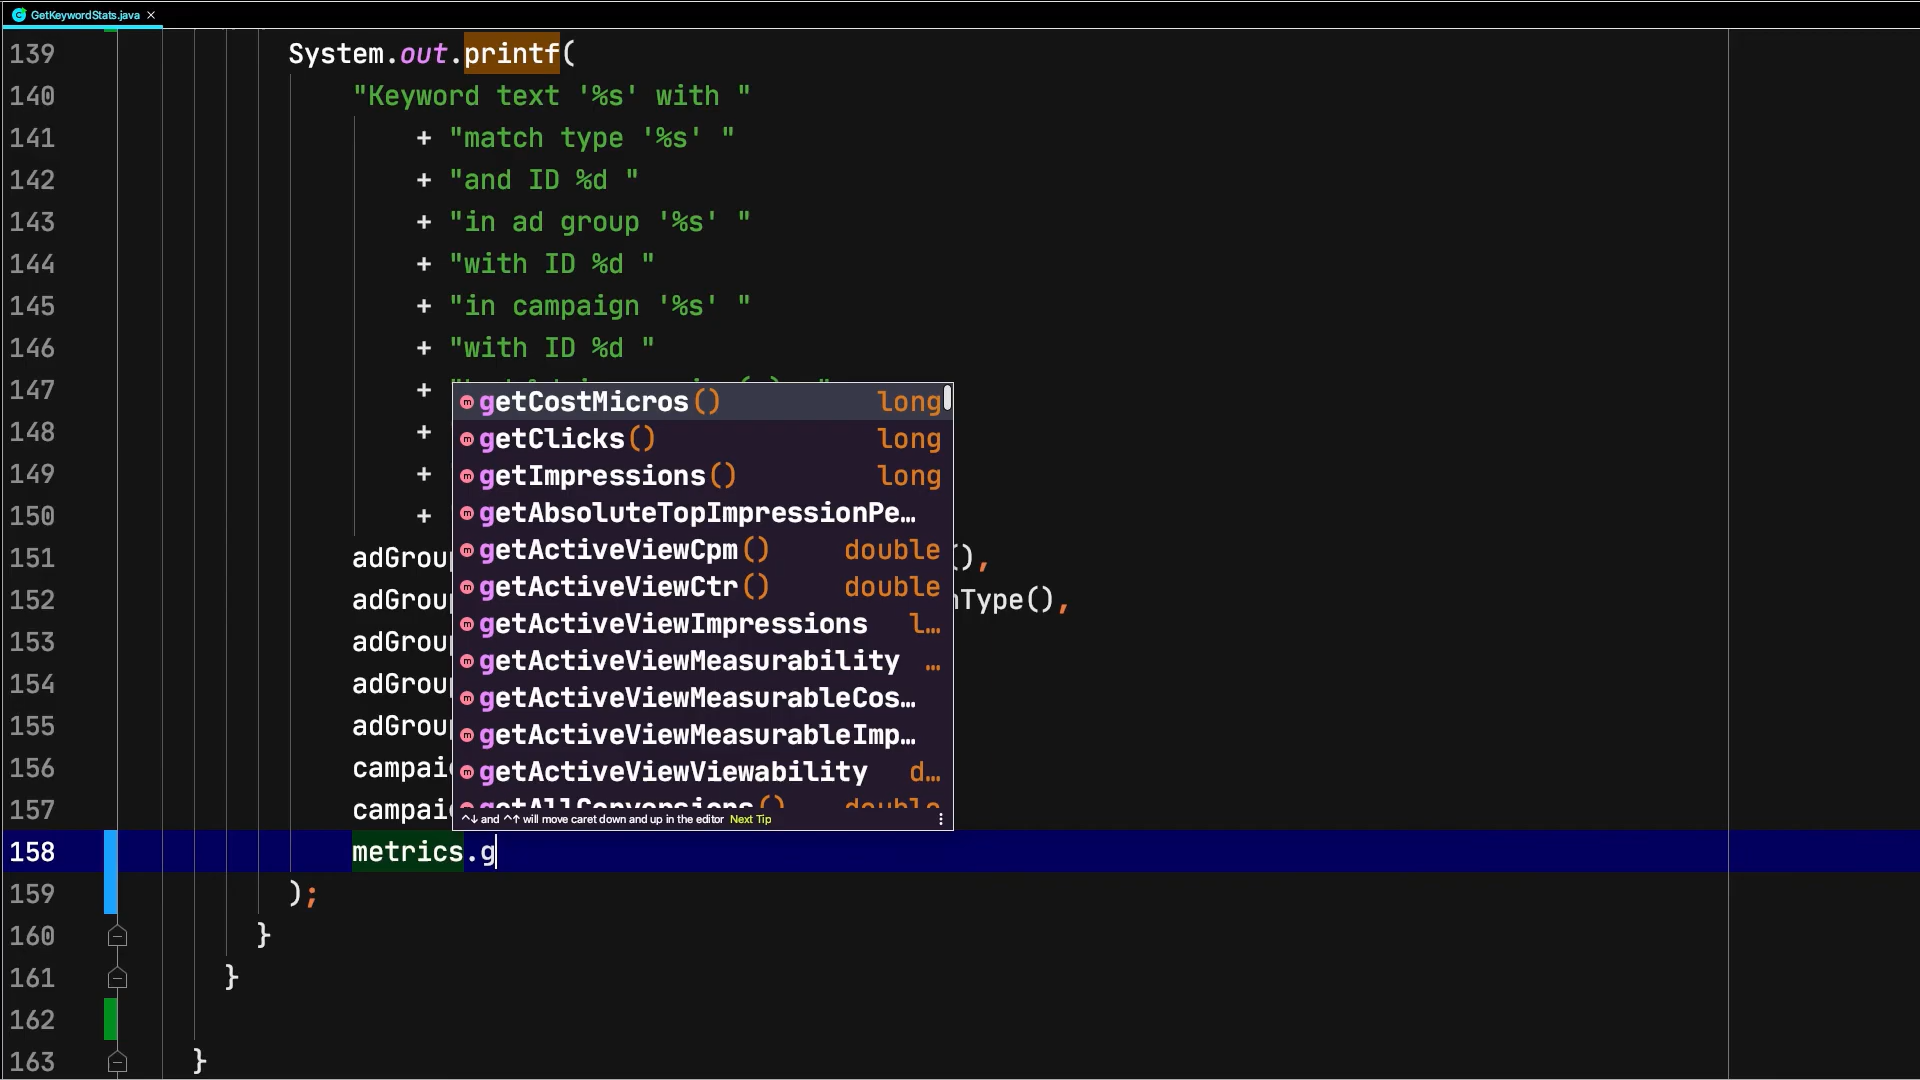 GetKeywordStats.java
139 System.out.printf(
140 "Keyword text '%s' with "
141 + "match type '%s' "
142 + "and ID %d "
143 + "in ad group '%s' "
144 + "with ID %d "
145 + "in campaign '%s' "
146 + "with ID %d "
147 +
148 +
149 +
150 +
151 adGrou (),
152 adGrou Type(),
153 adGrou
154 adGrou
155 adGrou
156 campai
157 campai
158 metrics.g
159 );
160 }
161 }
162
163 }
getCostMicros() long
getClicks() long
getImpressions() long
getAbsoluteTopImpressionPe…
getActiveViewCpm() double
getActiveViewCtr() double
getActiveViewImpressions l…
getActiveViewMeasurability …
getActiveViewMeasurableCos…
getActiveViewMeasurableImp…
getActiveViewViewability d…
getAllConversions() double
^↓ and ^↑ will move caret down and up in the editor Next Tip